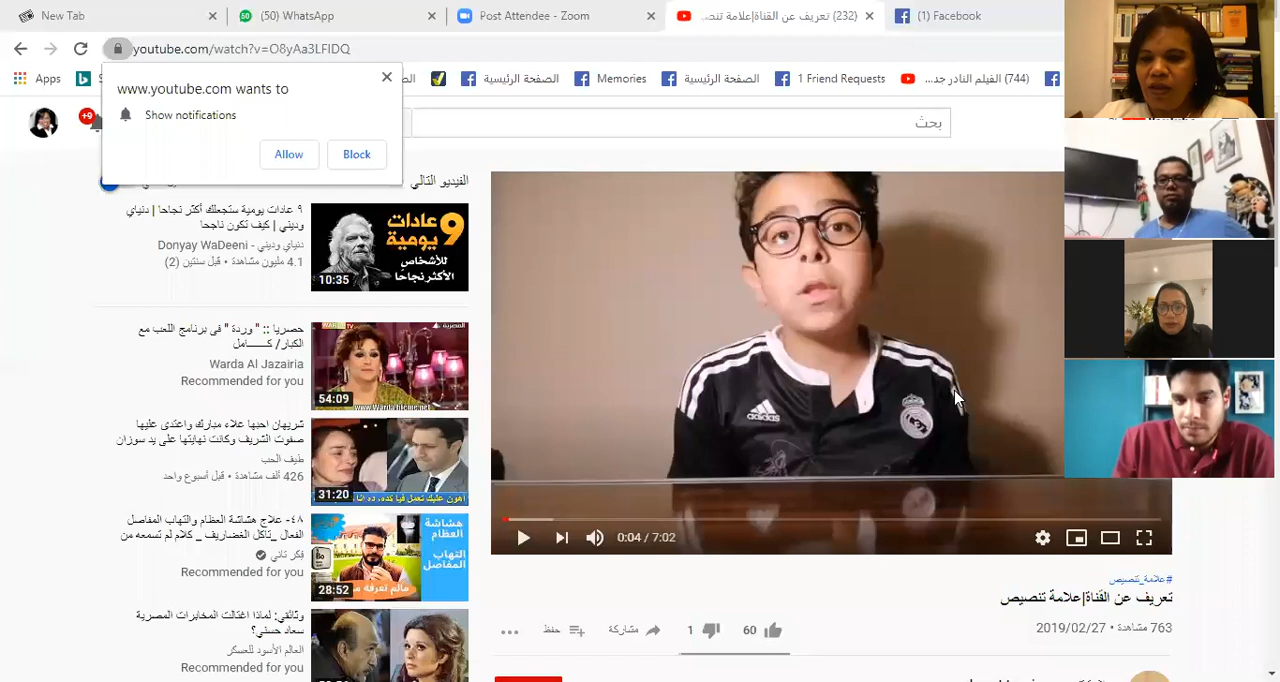 New Tab
(50) WhatsApp
Post Attendee - Zoom
(232) تعريف عن القناة|علامة تنصيص
(1) Facebook
youtube.com/watch?v=O8yAa3LFIDQ
Apps
الصفحة الرئيسية
Memories
الصفحة الرئيسية
1 Friend Requests
(744) الفيلم النادر جد...
www.youtube.com wants to
Show notifications
Allow
Block
+9
بحث
الفيديو التالي
٩ عادات يومية ستجعلك أكثر نجاحا | دنياي
وديني | كيف تكون ناجحا
Donyay WaDeeni - دنياي وديني
4.1 مليون مشاهدة • قبل سنتين (2)
9 عادات
يومية
للأشخاص
الأكثر نجاحًا
10:35
حصريا :: " وردة " فى برنامج اللعب مع
الكبار/ كـــــامل
Warda Al Jazairia
Recommended for you
54:09
شريهان احبها علاء مبارك واعتدى عليها
صفوت الشريف وكانت نهايتها على يد سوزان
طيف الحب
426 ألف مشاهدة • قبل أسبوع واحد
31:20
٤٨- علاج هشاشة العظام والتهاب المفاصل
الفعال _تأكل الغضاريف _ كلام لم تسمعه من
فكر تاني
Recommended for you
هشاشة
العظام
التهاب
المفاصل
28:52
وثائقي: لماذا اغتالت المخابرات المصرية
سعاد حسني؟
العالم الأسود للعبيكر
Recommended for you
adidas
0:04 / 7:02
#علامة_تنصيص
تعريف عن القناة|علامة تنصيص
763 مشاهدة • 2019/02/27
60
1
مشاركة
حفظ